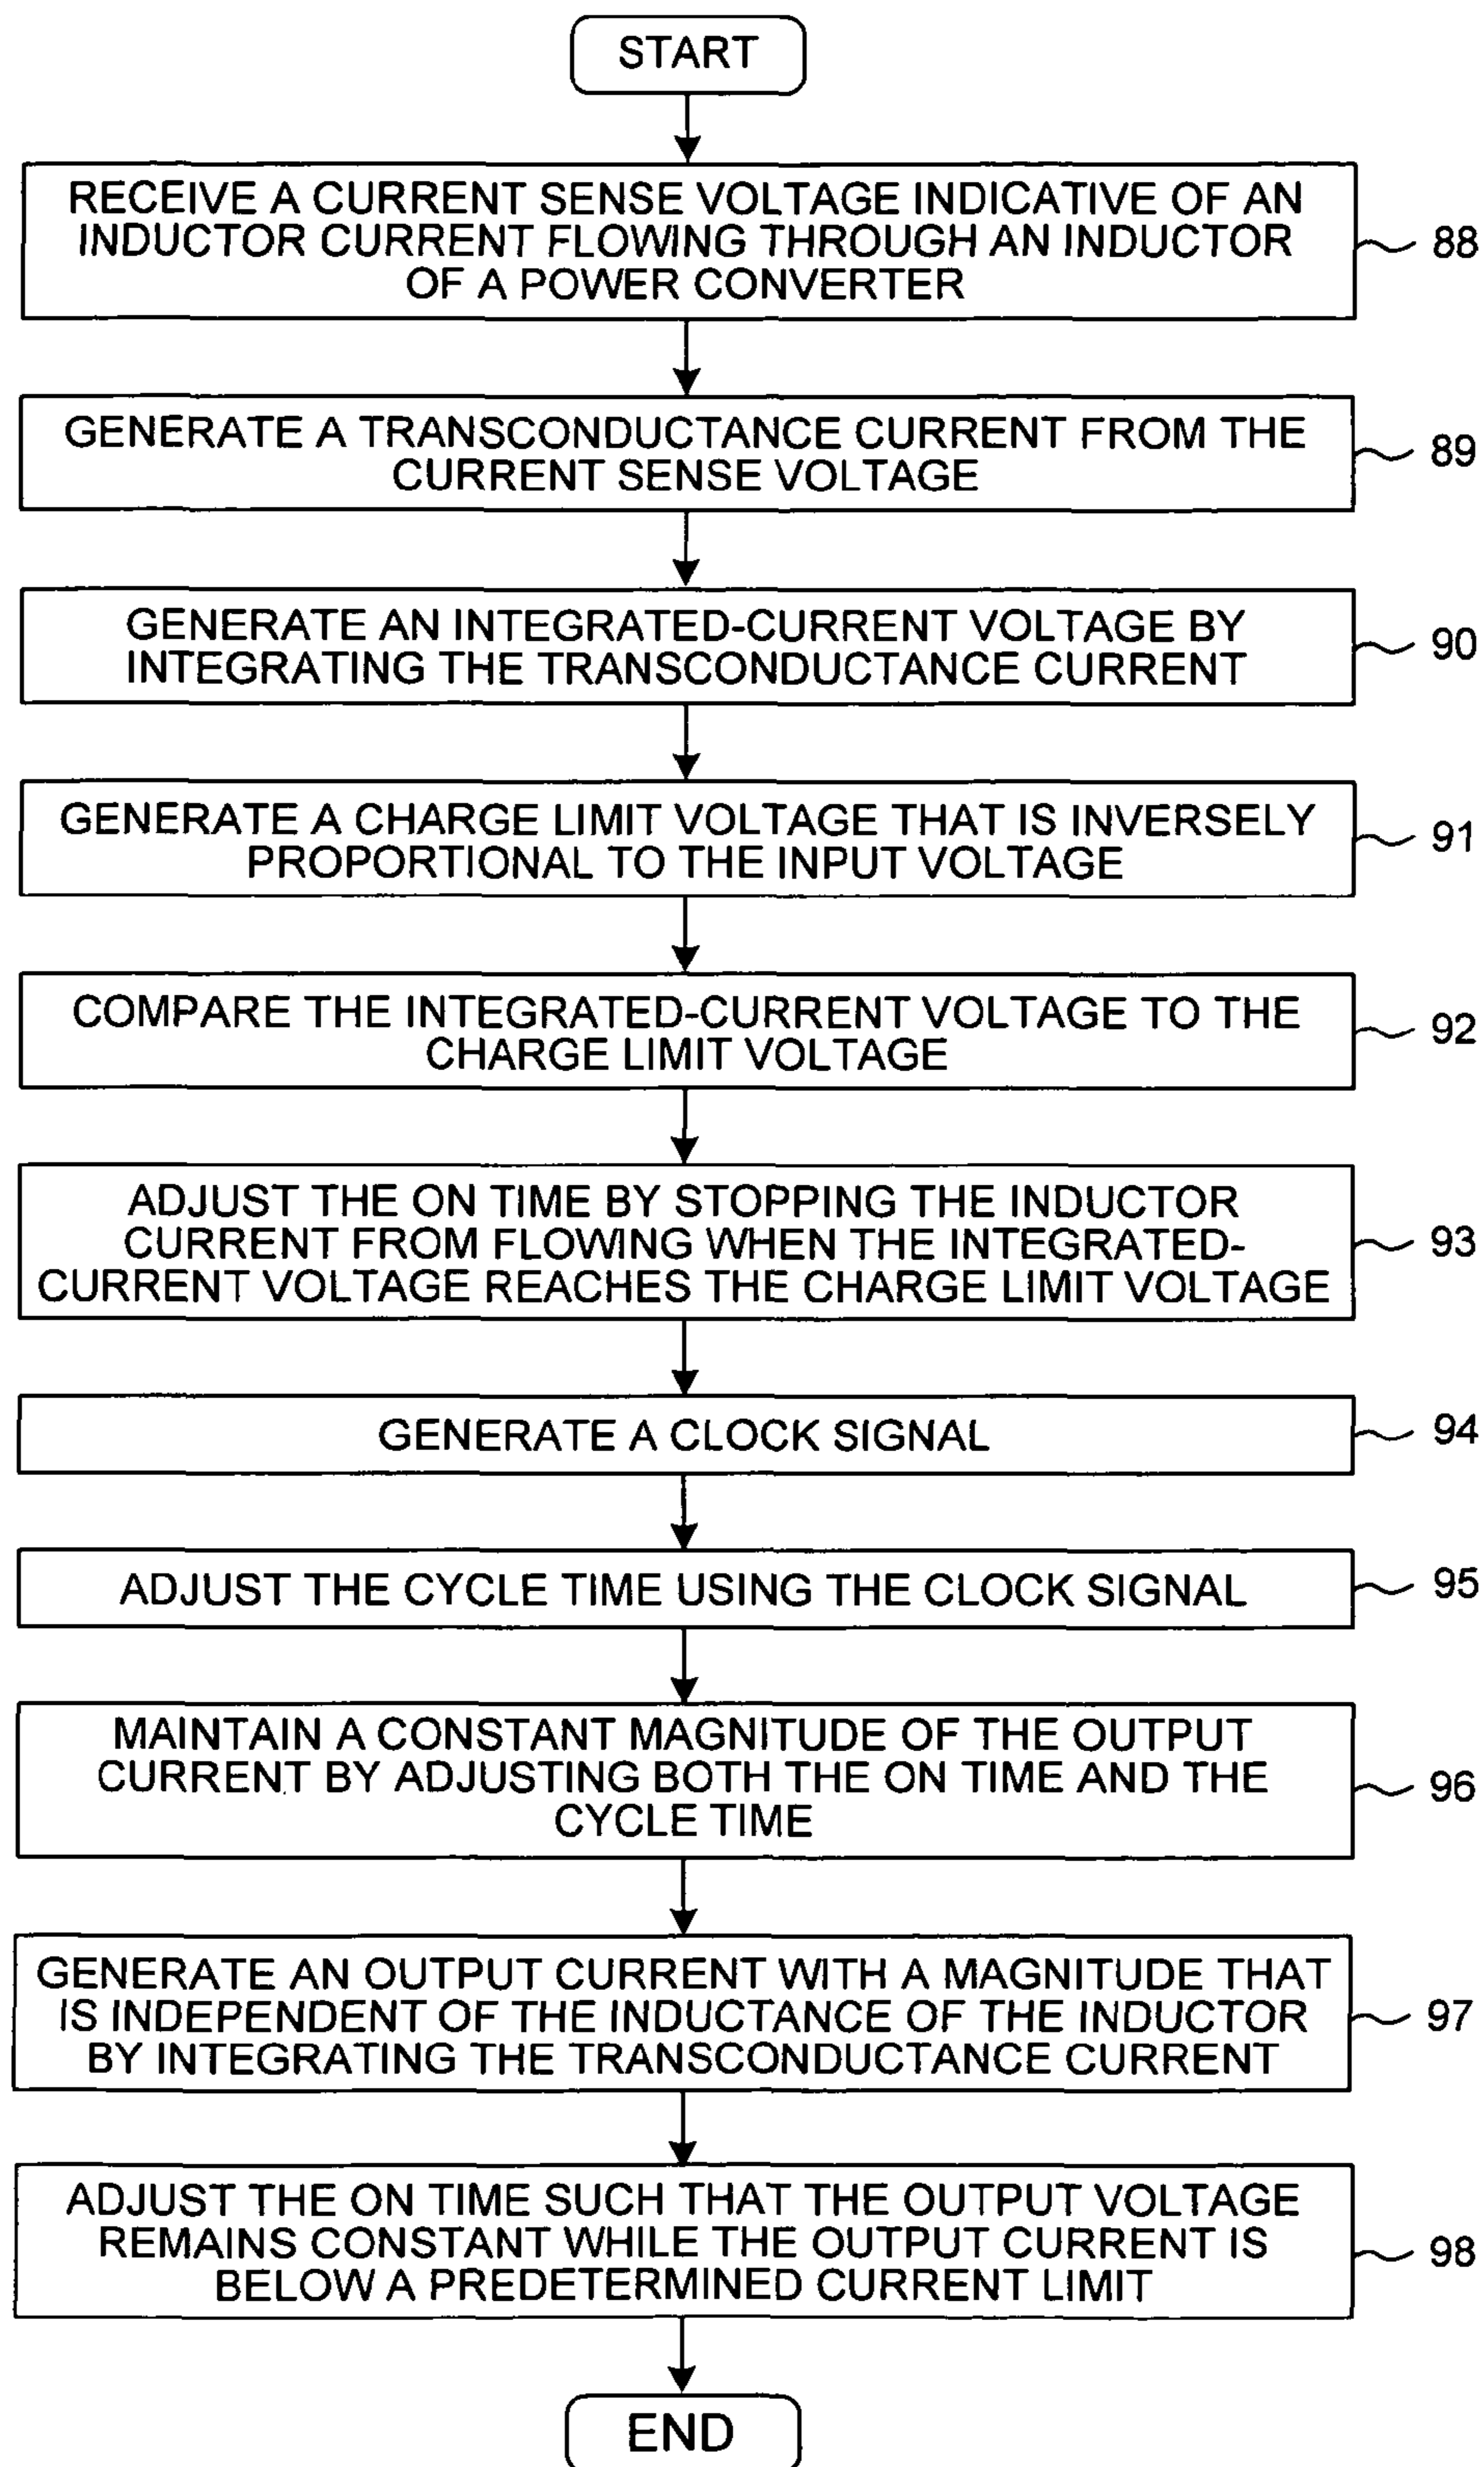 START
RECEIVE A CURRENT SENSE VOLTAGE INDICATIVE OF AN
INDUCTOR CURRENT FLOWING THROUGH AN INDUCTOR
OF A POWER CONVERTER
88
GENERATE A TRANSCONDUCTANCE CURRENT FROM THE
CURRENT SENSE VOLTAGE
89
GENERATE AN INTEGRATED-CURRENT VOLTAGE BY
INTEGRATING THE TRANSCONDUCTANCE CURRENT
90
GENERATE A CHARGE LIMIT VOLTAGE THAT IS INVERSELY
PROPORTIONAL TO THE INPUT VOLTAGE
91
COMPARE THE INTEGRATED-CURRENT VOLTAGE TO THE
CHARGE LIMIT VOLTAGE
92
ADJUST THE ON TIME BY STOPPING THE INDUCTOR
CURRENT FROM FLOWING WHEN THE INTEGRATED-
CURRENT VOLTAGE REACHES THE CHARGE LIMIT VOLTAGE
93
GENERATE A CLOCK SIGNAL
94
ADJUST THE CYCLE TIME USING THE CLOCK SIGNAL
95
MAINTAIN A CONSTANT MAGNITUDE OF THE OUTPUT
CURRENT BY ADJUSTING BOTH THE ON TIME AND THE
CYCLE TIME
96
GENERATE AN OUTPUT CURRENT WITH A MAGNITUDE THAT
IS INDEPENDENT OF THE INDUCTANCE OF THE INDUCTOR
BY INTEGRATING THE TRANSCONDUCTANCE CURRENT
97
ADJUST THE ON TIME SUCH THAT THE OUTPUT VOLTAGE
REMAINS CONSTANT WHILE THE OUTPUT CURRENT IS
BELOW A PREDETERMINED CURRENT LIMIT
98
END